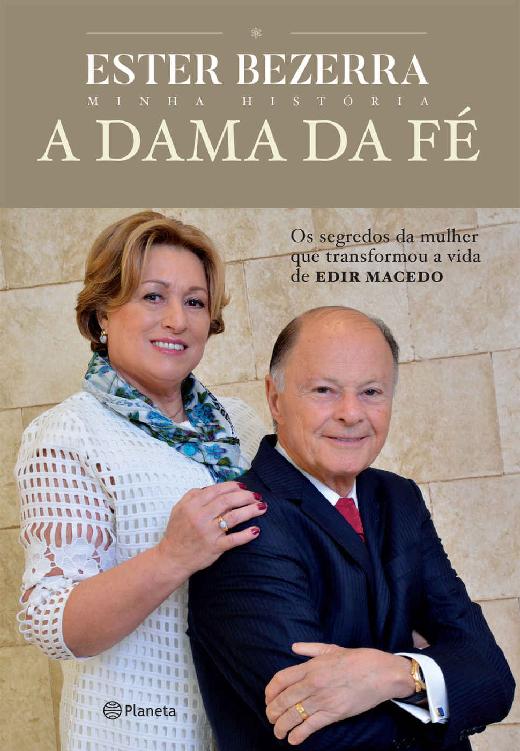 ESTER BEZERRA
MINHA HISTÓRIA
A DAMA DA FÉ
Os segredos da mulher
que transformou a vida
de EDIR MACEDO
Planeta